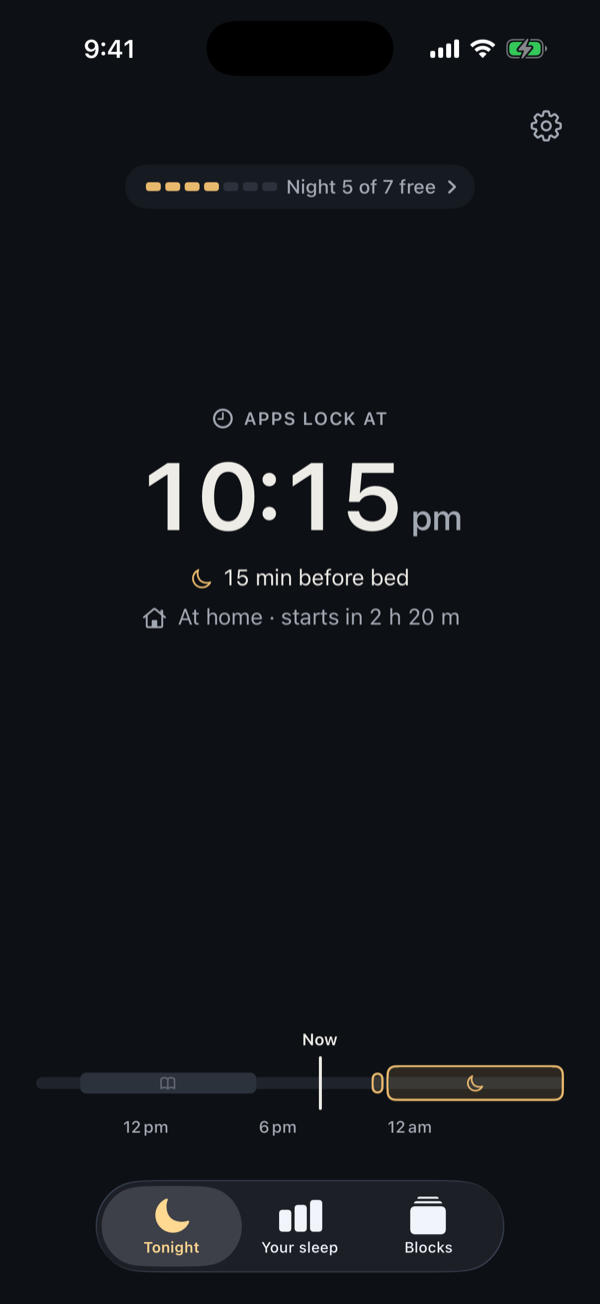 9:41
Night 5 of 7 free
APPS LOCK AT
10:15 pm
15 min before bed
At home · starts in 2 h 20 m
Now
12 pm 6 pm 12 am
Tonight Your sleep Blocks